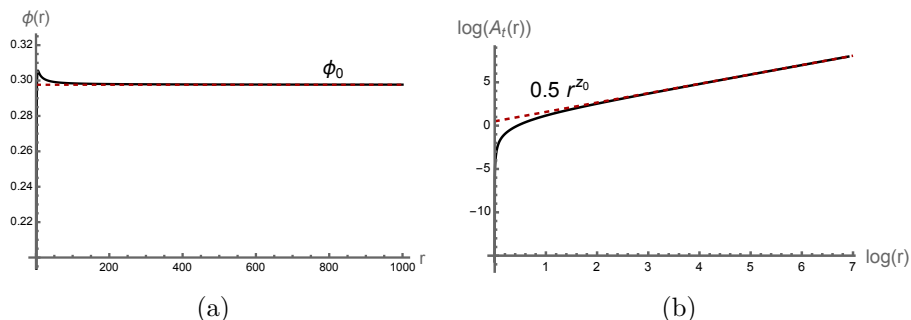 ϕ(r)
0.32
0.30
0.28
0.26
0.24
0.22
ϕ₀
200 400 600 800 1000 r
(a)
log(Aₜ(r))
5
0
−5
−10
0.5 r^{z₀}
1 2 3 4 5 6 7 log(r)
(b)